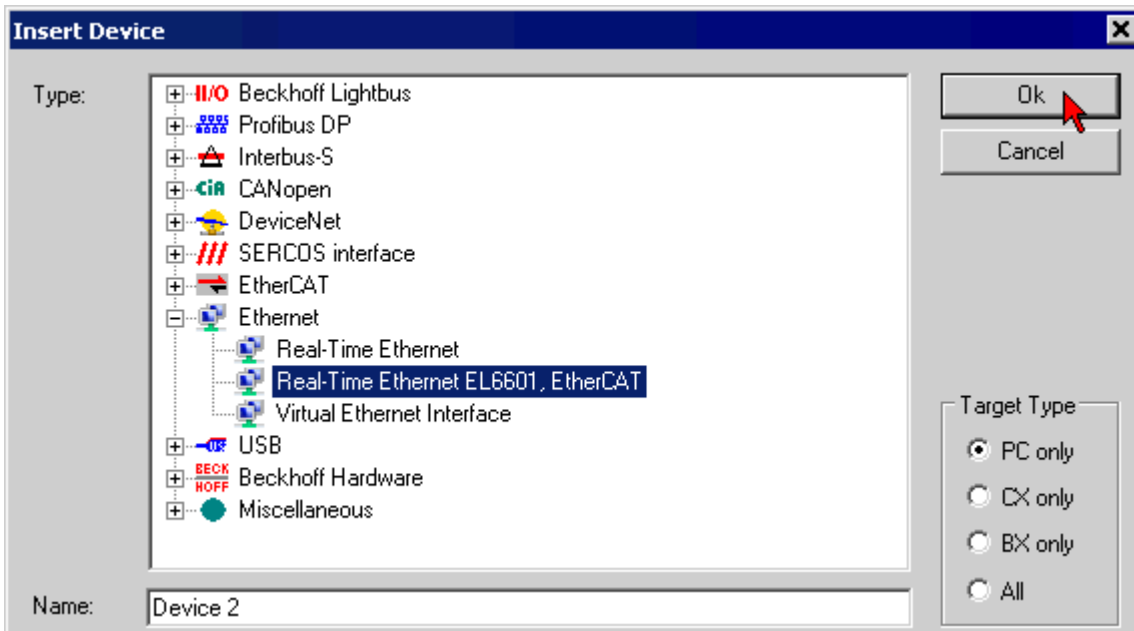 Insert Device
Type:
II/O Beckhoff Lightbus
Profibus DP
Interbus-S
CiA CANopen
DeviceNet
SERCOS interface
EtherCAT
Ethernet
Real-Time Ethernet
Real-Time Ethernet EL6601, EtherCAT
Virtual Ethernet Interface
USB USB
BECK
HOFF
Beckhoff Hardware
Miscellaneous
Name:
Device 2
Ok
Cancel
Target Type
PC only
CX only
BX only
All